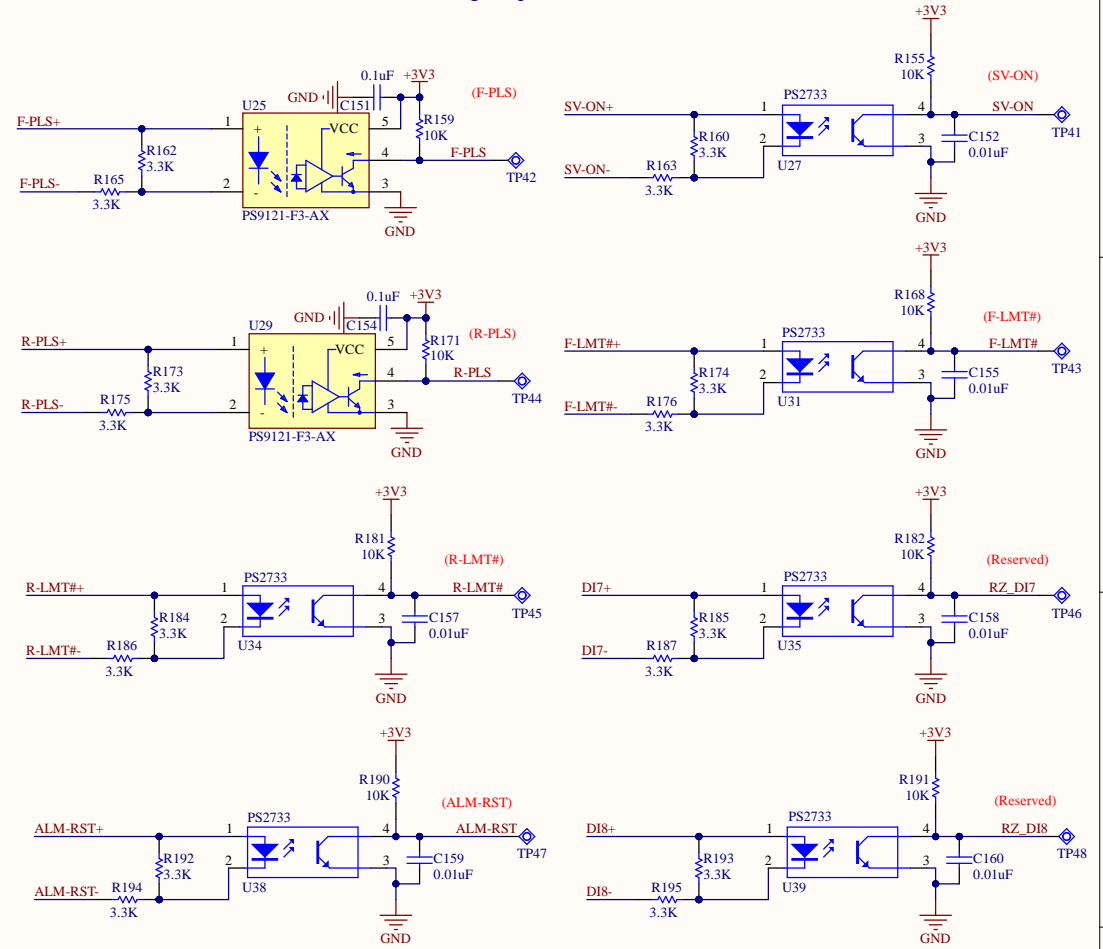 +3V3
R155
10K
(SV-ON)
SV-ON+
1
4
SV-ON
R160
3.3K
2
3
C152
0.01uF
TP41
SV-ON-
R163
3.3K
PS2733
U27
GND
0.1uF
+3V3
GND
C151
(F-PLS)
U25
F-PLS+
1
+
VCC
5
R159
10K
R162
3.3K
4
F-PLS
TP42
F-PLS-
R165
3.3K
2
-
3
PS9121-F3-AX
GND
+3V3
R168
10K
(F-LMT#)
PS2733
F-LMT#+
1
4
F-LMT#
R174
3.3K
2
3
C155
0.01uF
TP43
F-LMT#-
R176
3.3K
U31
GND
0.1uF
+3V3
GND
C154
(R-PLS)
U29
R-PLS+
1
+
VCC
5
R171
10K
R173
3.3K
4
R-PLS
TP44
R-PLS-
R175
3.3K
2
-
3
PS9121-F3-AX
GND
+3V3
R181
10K
(R-LMT#)
PS2733
R-LMT#+
1
4
R-LMT#
R184
3.3K
2
3
C157
0.01uF
TP45
R-LMT#-
R186
3.3K
U34
GND
+3V3
R182
10K
(Reserved)
PS2733
DI7+
1
4
RZ_DI7
R185
3.3K
2
3
C158
0.01uF
TP46
DI7-
R187
3.3K
U35
GND
+3V3
R190
10K
(ALM-RST)
PS2733
ALM-RST+
1
4
ALM-RST
R192
3.3K
2
3
C159
0.01uF
TP47
ALM-RST-
R194
3.3K
U38
GND
+3V3
R191
10K
(Reserved)
PS2733
DI8+
1
4
RZ_DI8
R193
3.3K
2
3
C160
0.01uF
TP48
DI8-
R195
3.3K
U39
GND